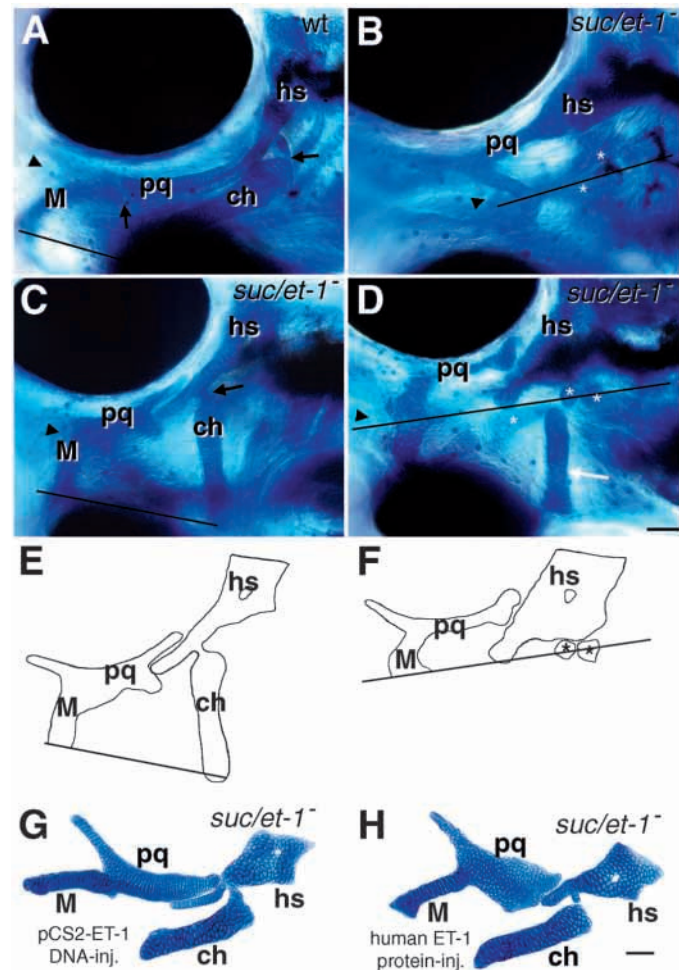 A wt
hs
M pq ch
B suc/et-1-
hs
pq
*
*
C suc/et-1-
hs
pq
M ch
D suc/et-1-
hs
pq
* *
*
E
hs
pq
M ch
F
hs
pq
M
* *
G suc/et-1-
pq
M hs
pCS2-ET-1
DNA-inj. ch
H suc/et-1-
pq
M hs
human ET-1
protein-inj. ch